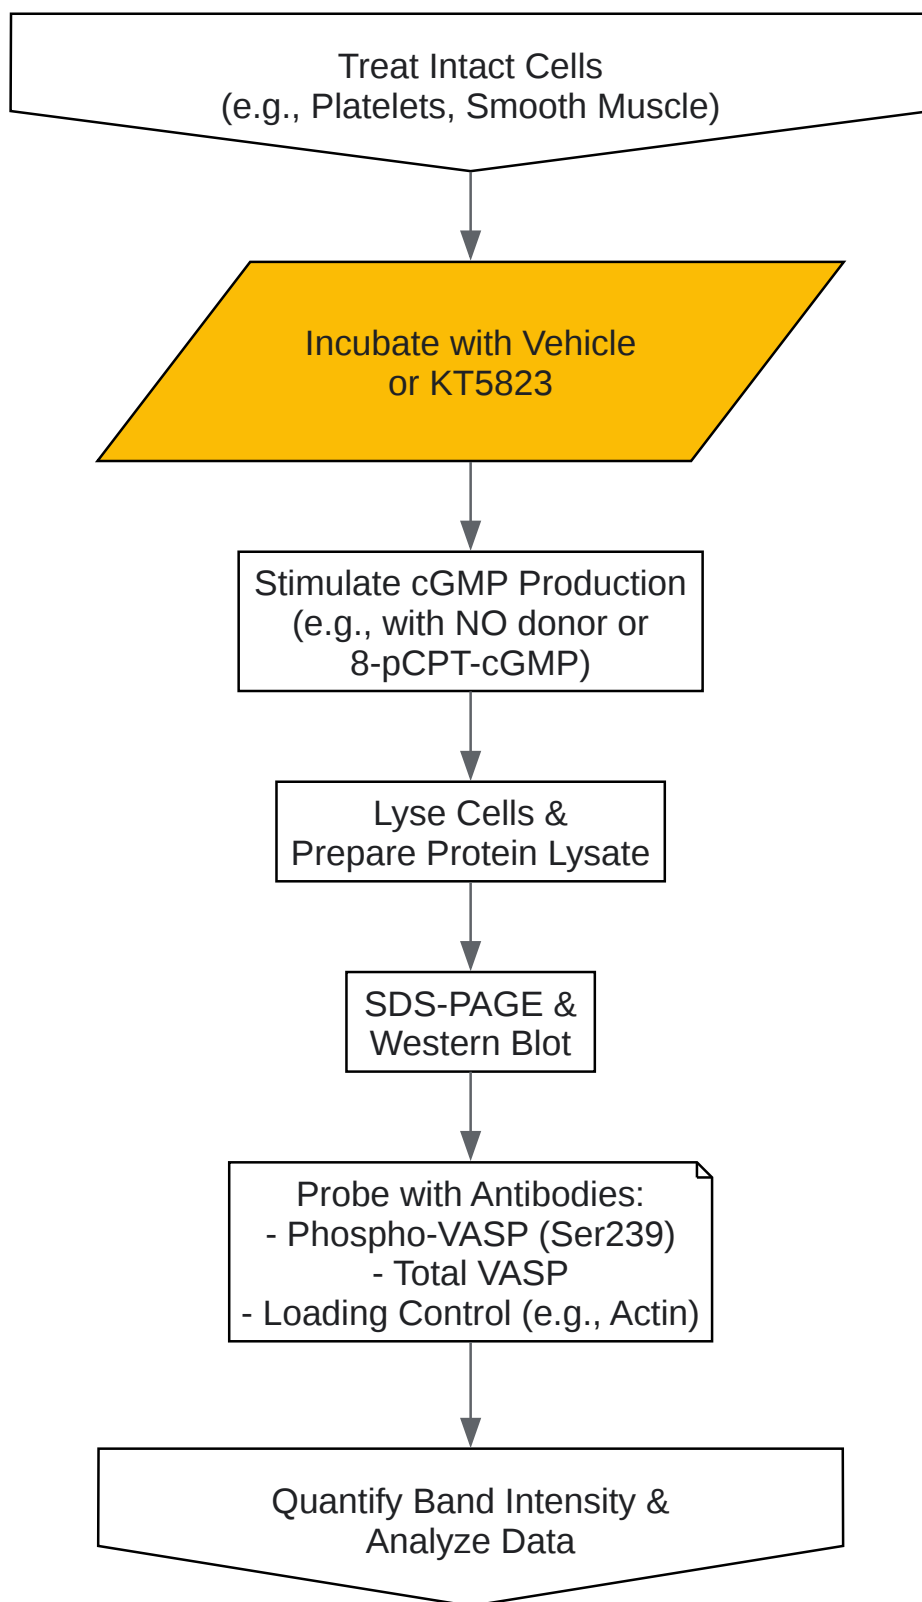 Treat Intact Cells
(e.g., Platelets, Smooth Muscle)
Incubate with Vehicle
or KT5823
Stimulate cGMP Production
(e.g., with NO donor or
8-pCPT-cGMP)
Lyse Cells &
Prepare Protein Lysate
SDS-PAGE &
Western Blot
Probe with Antibodies:
- Phospho-VASP (Ser239)
- Total VASP
- Loading Control (e.g., Actin)
Quantify Band Intensity &
Analyze Data